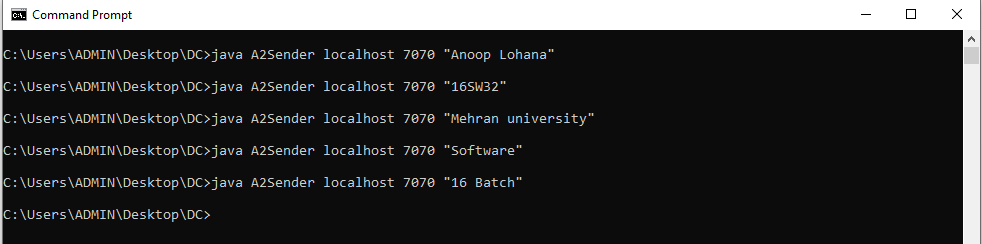 Command Prompt
C:\Users\ADMIN\Desktop\DC>java A2Sender localhost 7070 "Anoop Lohana"
C:\Users\ADMIN\Desktop\DC>java A2Sender localhost 7070 "16SW32"
C:\Users\ADMIN\Desktop\DC>java A2Sender localhost 7070 "Mehran university"
C:\Users\ADMIN\Desktop\DC>java A2Sender localhost 7070 "Software"
C:\Users\ADMIN\Desktop\DC>java A2Sender localhost 7070 "16 Batch"
C:\Users\ADMIN\Desktop\DC>